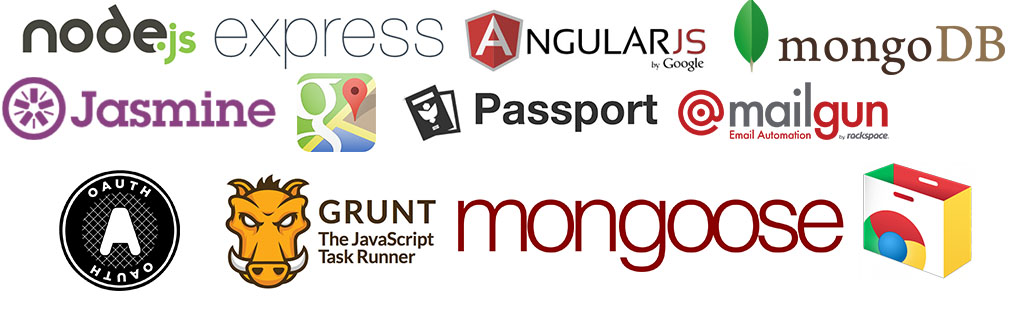 node.js express ANGULARJS mongoDB
by Google
Jasmine g Passport @mailgun
Email Automation by rackspace.
OAUTH
A
OAUTH
GRUNT
The JavaScript
Task Runner
mongoose